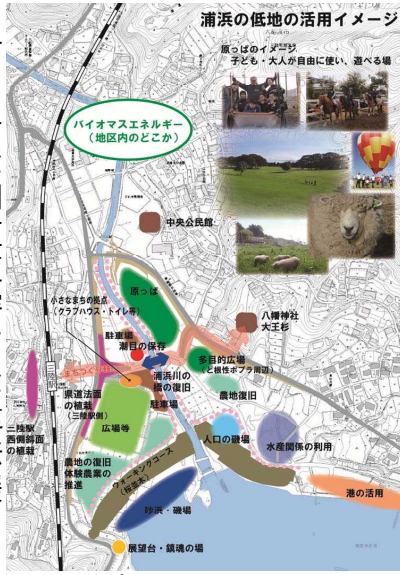 浦浜の低地の活用イメージ
原っぱのイメージ
子ども・大人が自由に使い、遊べる場
バイオマスエネルギー
（地区内のどこか）
中央公民館
小さなまちの拠点
（クラブハウス・トイレ等）
原っぱ
八幡神社
大王杉
駐車場
潮目の保存
多目的広場
（ど根性ポプラ周辺）
浦浜川の
橋の復旧
農地復旧
県道法面
の植栽
（三陸駅側）
駐車場
三陸駅
西側斜面
の植栽
広場等
人口の磯場
水産関係の利用
農地の復旧
体験農業の
推進
ウォーキングコース
（桜並木）
港の活用
砂浜・磯場
展望台・鎮魂の場